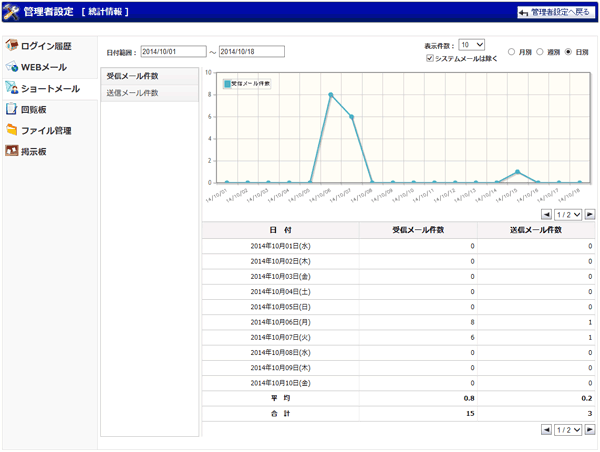 管理者設定 [ 統計情報 ]
管理者設定へ戻る
ログイン履歴
WEBメール
ショートメール
回覧板
ファイル管理
掲示板
日付範囲： 2014/10/01 ～ 2014/10/18
表示件数： 10
システムメールは除く
月別 週別 日別
受信メール件数
送信メール件数
受信メール件数
10
8
6
4
2
0
14/10/01 14/10/02 14/10/03 14/10/04 14/10/05 14/10/06 14/10/07 14/10/08 14/10/09 14/10/10 14/10/11 14/10/12 14/10/13 14/10/14 14/10/15 14/10/16 14/10/17 14/10/18
1 / 2
日 付 受信メール件数 送信メール件数
2014年10月01日(水) 0 0
2014年10月02日(木) 0 0
2014年10月03日(金) 0 0
2014年10月04日(土) 0 0
2014年10月05日(日) 0 0
2014年10月06日(月) 8 1
2014年10月07日(火) 6 1
2014年10月08日(水) 0 0
2014年10月09日(木) 0 0
2014年10月10日(金) 0 0
平 均 0.8 0.2
合 計 15 3
1 / 2